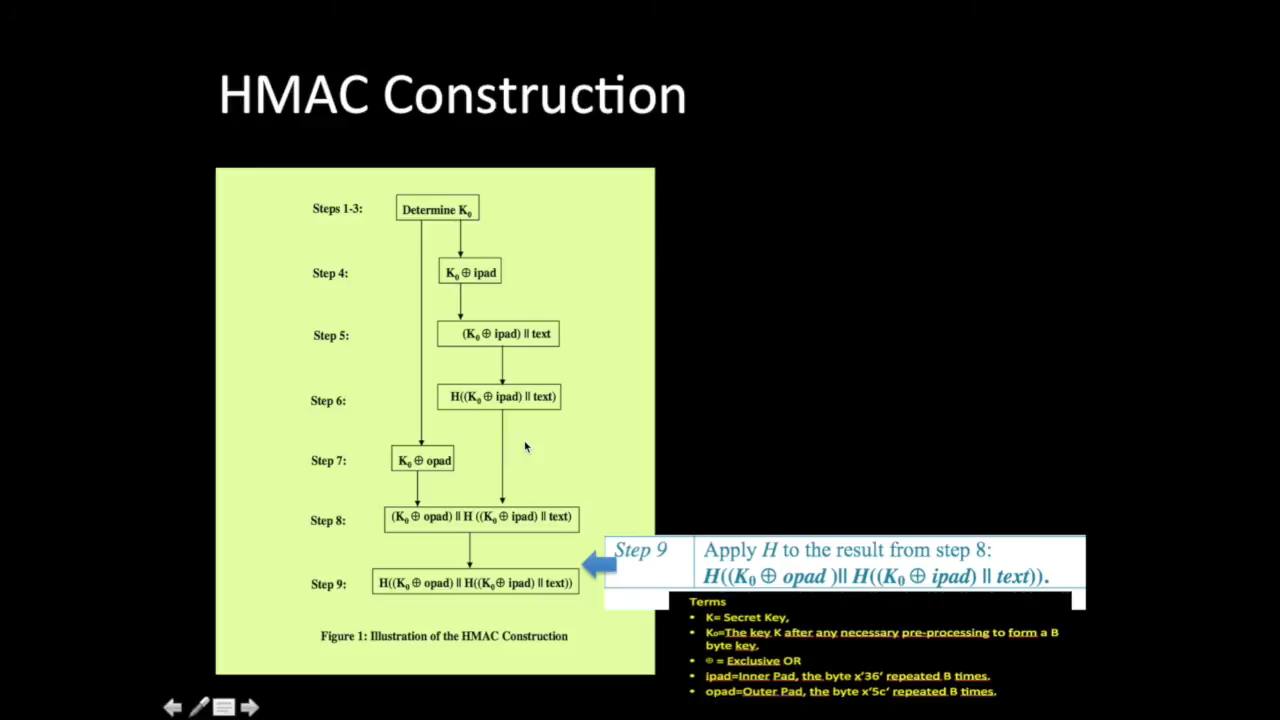 HMAC Construction
Steps 1-3:
Determine K₀
Step 4:
K₀ ⊕ ipad
Step 5:
(K₀ ⊕ ipad) || text
Step 6:
H((K₀ ⊕ ipad) || text)
Step 7:
K₀ ⊕ opad
Step 8:
(K₀ ⊕ opad) || H ((K₀ ⊕ ipad) || text)
Step 9:
H((K₀ ⊕ opad) || H((K₀ ⊕ ipad) || text))
Figure 1: Illustration of the HMAC Construction
Step 9
Apply H to the result from step 8:
H((K₀ ⊕ opad )|| H((K₀ ⊕ ipad) || text)).
Terms
• K= Secret Key,
• K₀=The key K after any necessary pre-processing to form a B
byte key.
• ⊕ = Exclusive OR
• ipad=Inner Pad, the byte x'36' repeated B times.
• opad=Outer Pad, the byte x'5c' repeated B times.